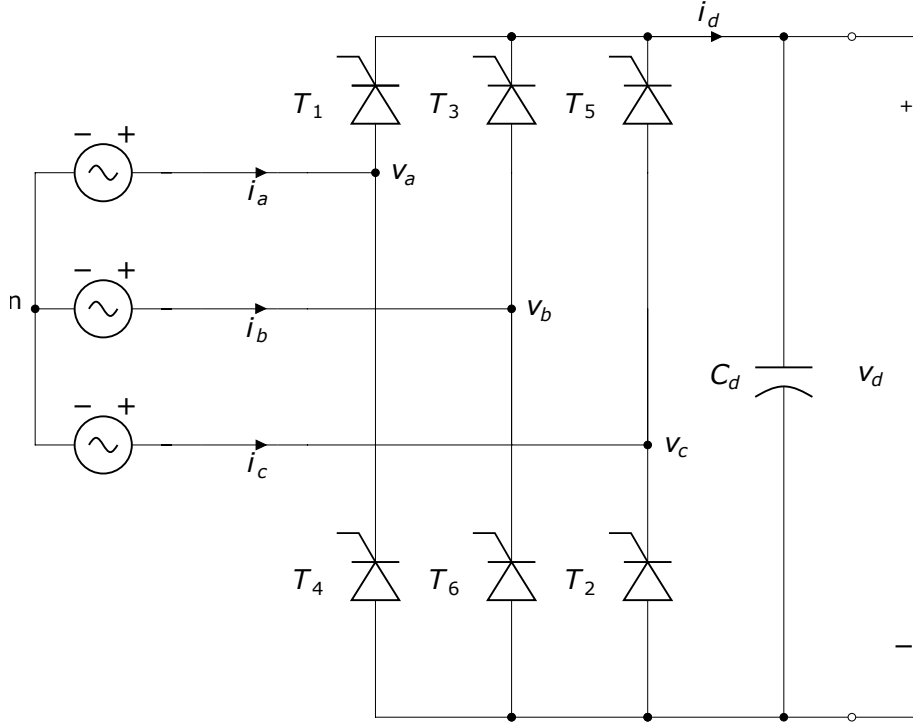 i_d
T_1 T_3 T_5
+
− + i_a v_a
n − + i_b v_b
C_d v_d
− + i_c v_c
T_4 T_6 T_2
−